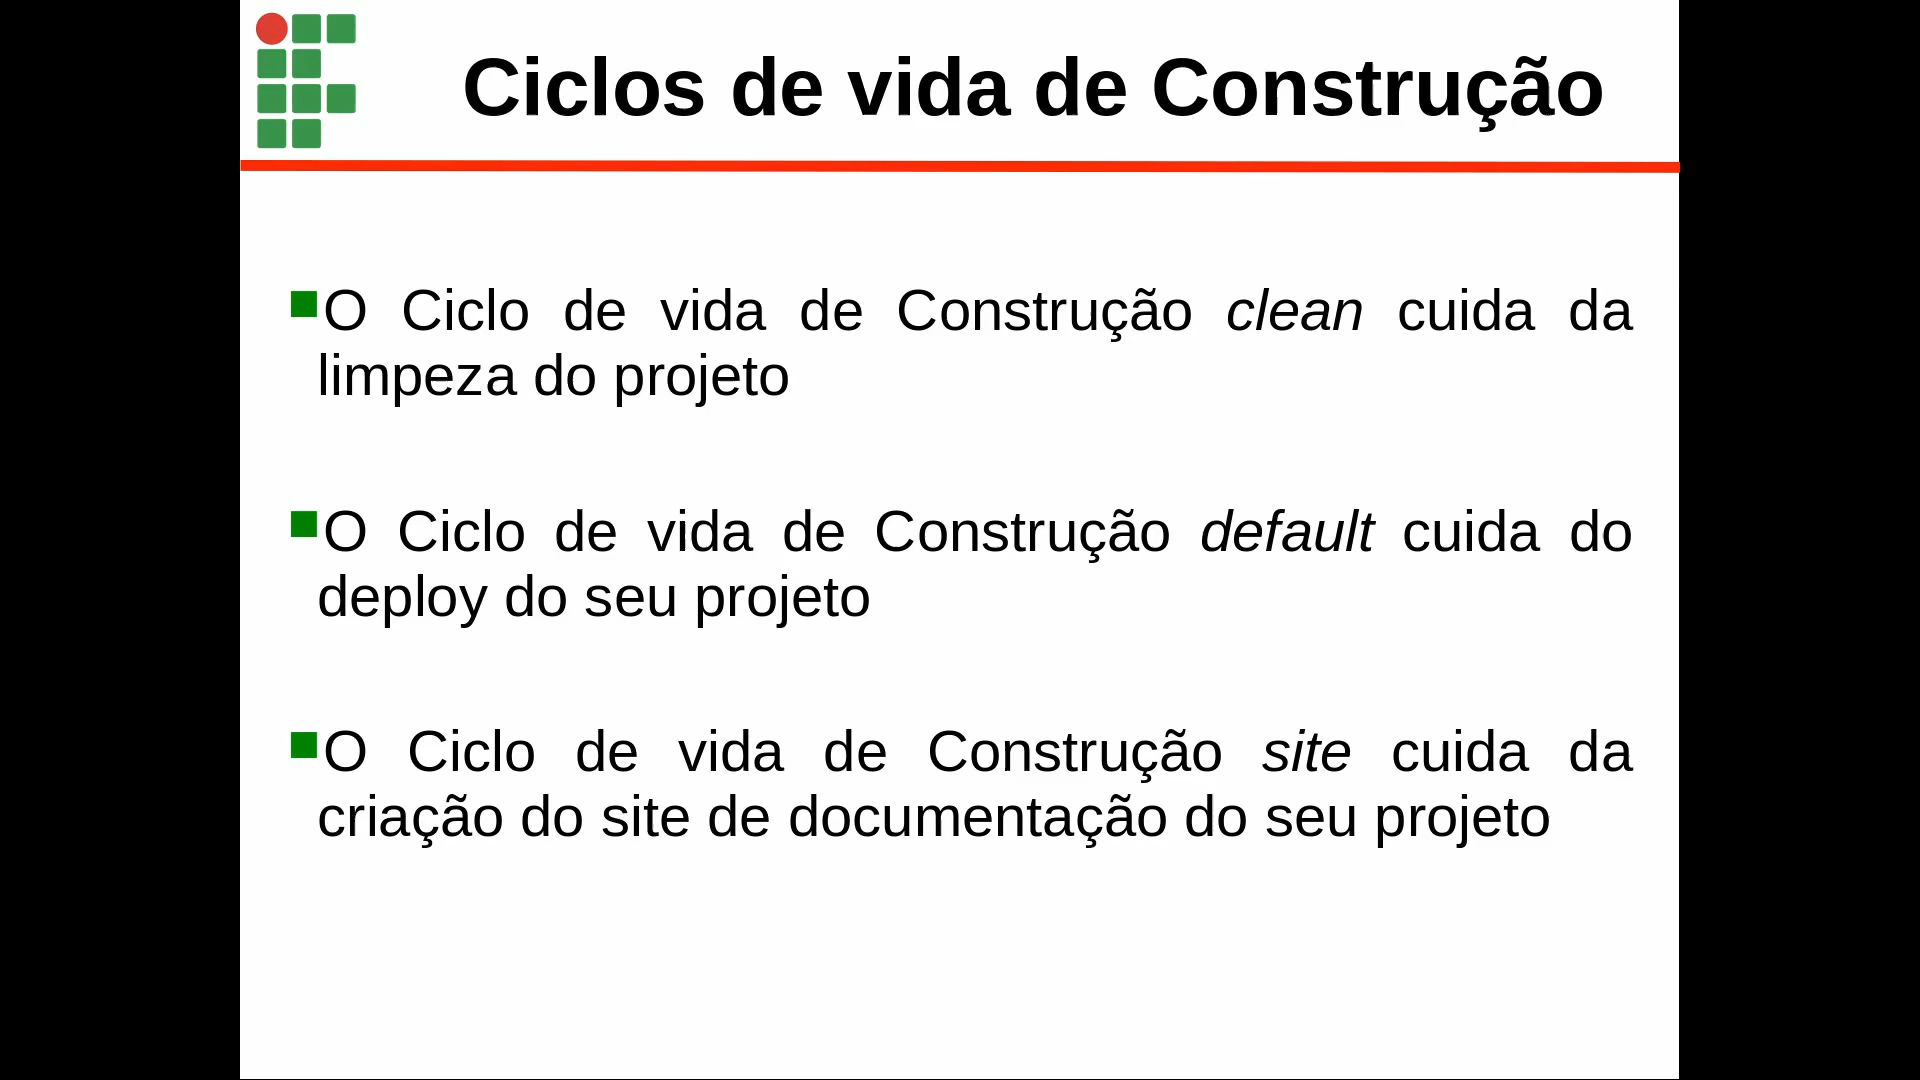 Ciclos de vida de Construção
O Ciclo de vida de Construção clean cuida da
limpeza do projeto
O Ciclo de vida de Construção default cuida do
deploy do seu projeto
O Ciclo de vida de Construção site cuida da
criação do site de documentação do seu projeto